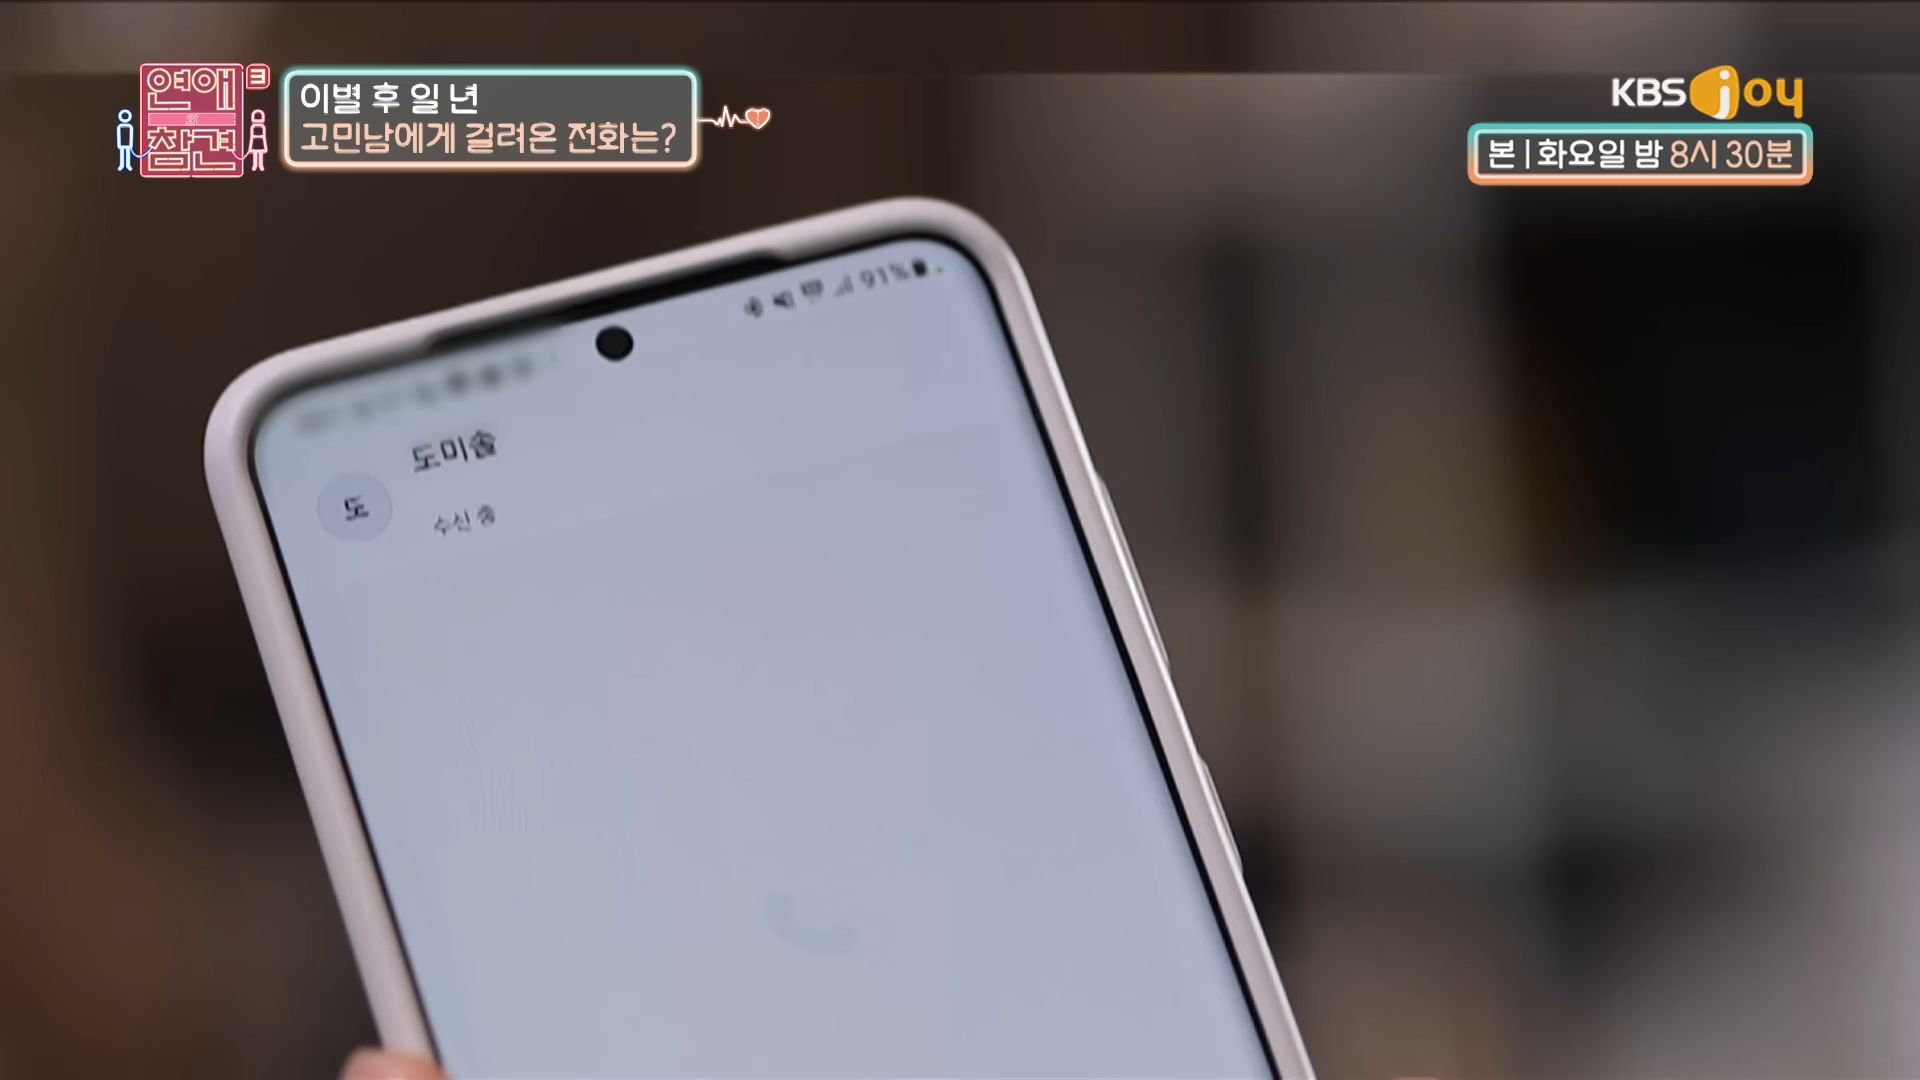 연애의 참견 3
이별 후 일 년
고민남에게 걸려온 전화는?
KBS joy
본 | 화요일 밤 8시 30분
91%
도미솔
도
수신 중